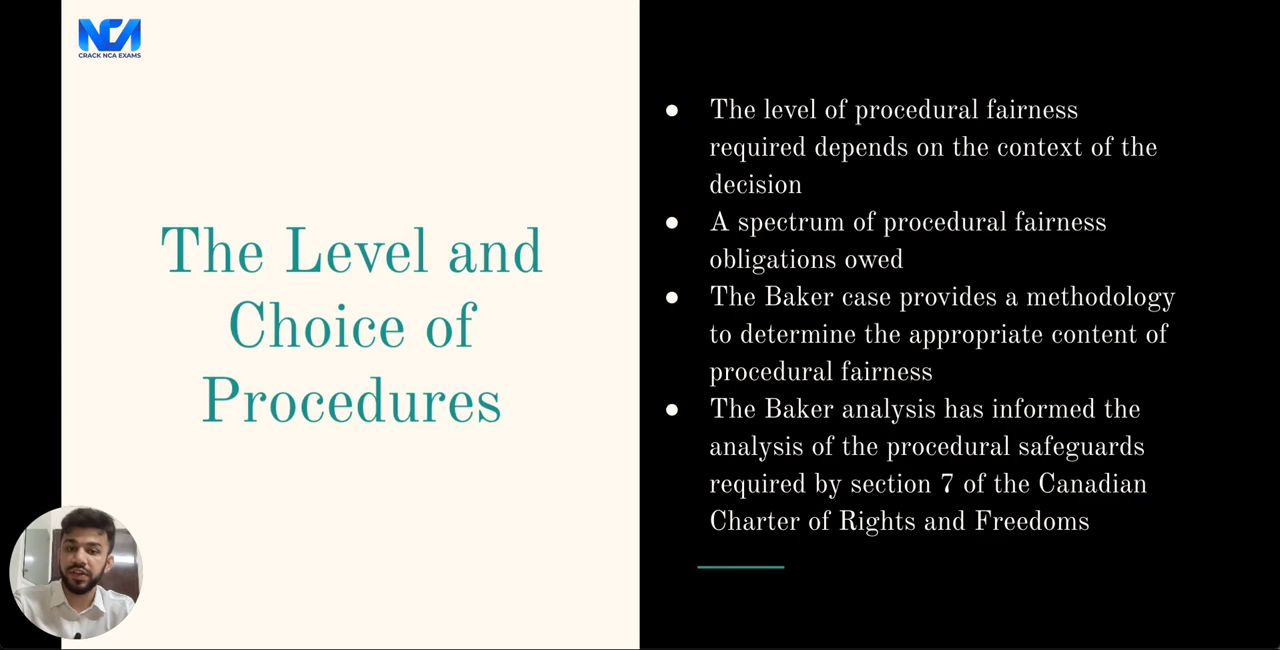 NCA
CRACK NCA EXAMS
The Level and
Choice of
Procedures
● The level of procedural fairness
required depends on the context of the
decision
● A spectrum of procedural fairness
obligations owed
● The Baker case provides a methodology
to determine the appropriate content of
procedural fairness
● The Baker analysis has informed the
analysis of the procedural safeguards
required by section 7 of the Canadian
Charter of Rights and Freedoms